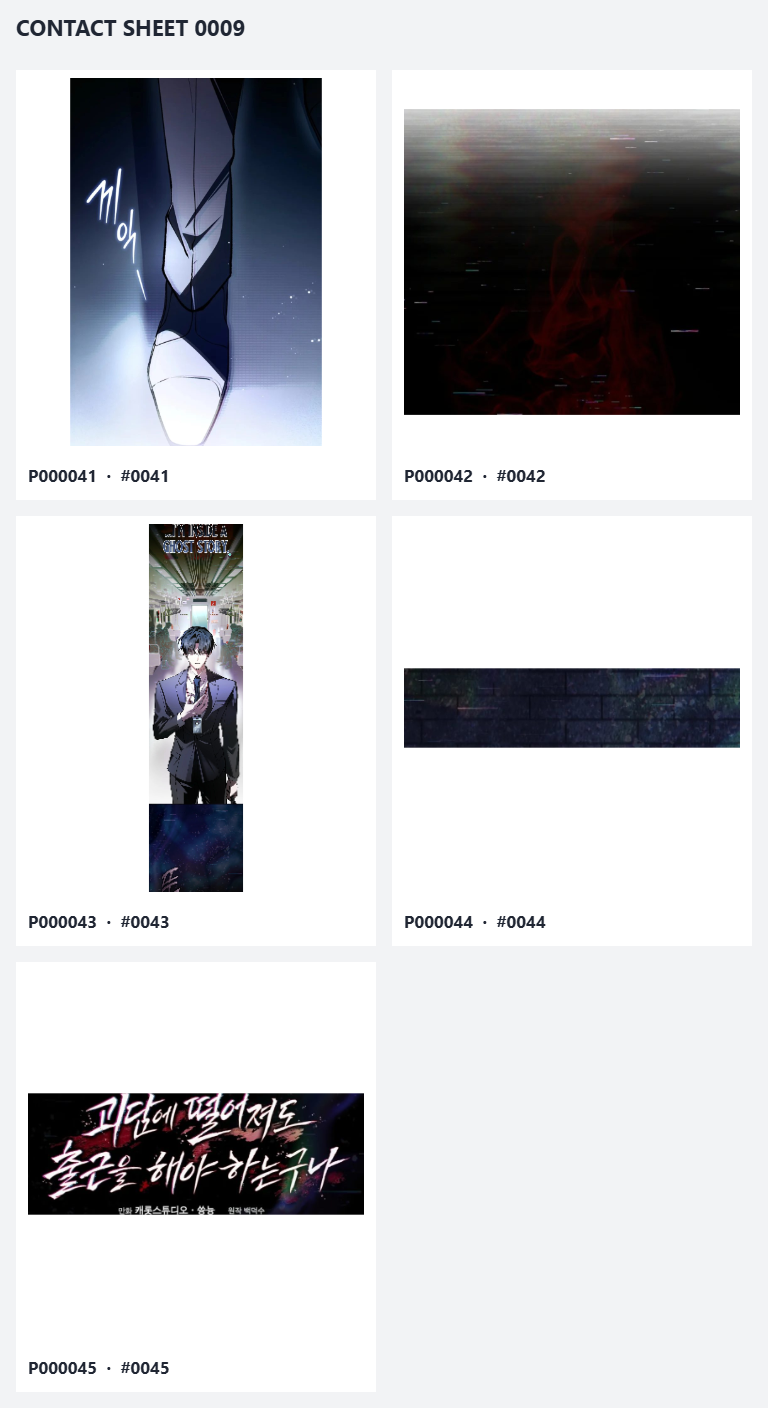 CONTACT SHEET 0009
끼
익
P000041 · #0041
P000042 · #0042
GHOST STORY.
P000043 · #0043
P000044 · #0044
괴담에 떨어져도
출근을 해야 하는구나
만화 캐롯스튜디오 · 쏭늉 원작 백덕수
P000045 · #0045